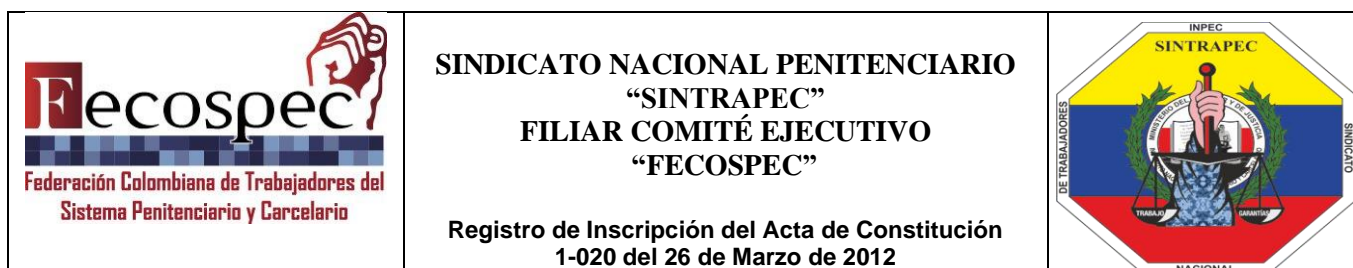 Fecospec
Federación Colombiana de Trabajadores del
Sistema Penitenciario y Carcelario
SINDICATO NACIONAL PENITENCIARIO
“SINTRAPEC”
FILIAR COMITÉ EJECUTIVO
“FECOSPEC”
Registro de Inscripción del Acta de Constitución
1-020 del 26 de Marzo de 2012
INPEC
SINTRAPEC
DE TRABAJADORES
SINDICATO
TRABAJO
GARANTÍAS
NACIONAL